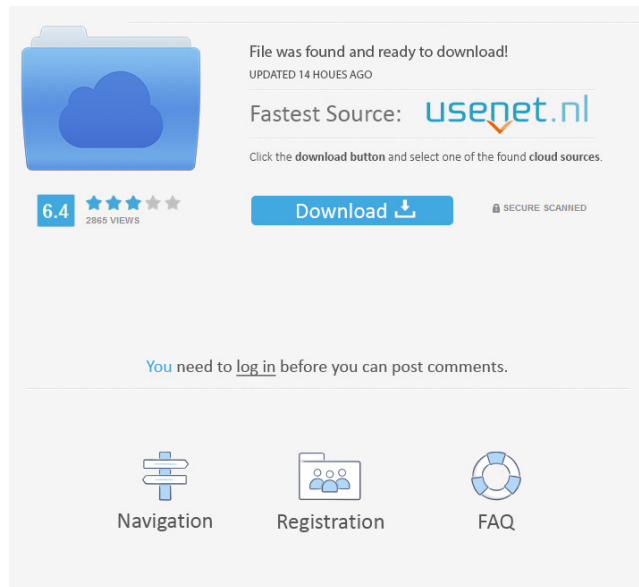 File was found and ready to download!
UPDATED 14 HOUES AGO
Fastest Source: usenet.nl
Click the download button and select one of the found cloud sources.
6.4
2865 VIEWS
Download
SECURE SCANNED
You need to log in before you can post comments.
Navigation
Registration
FAQ